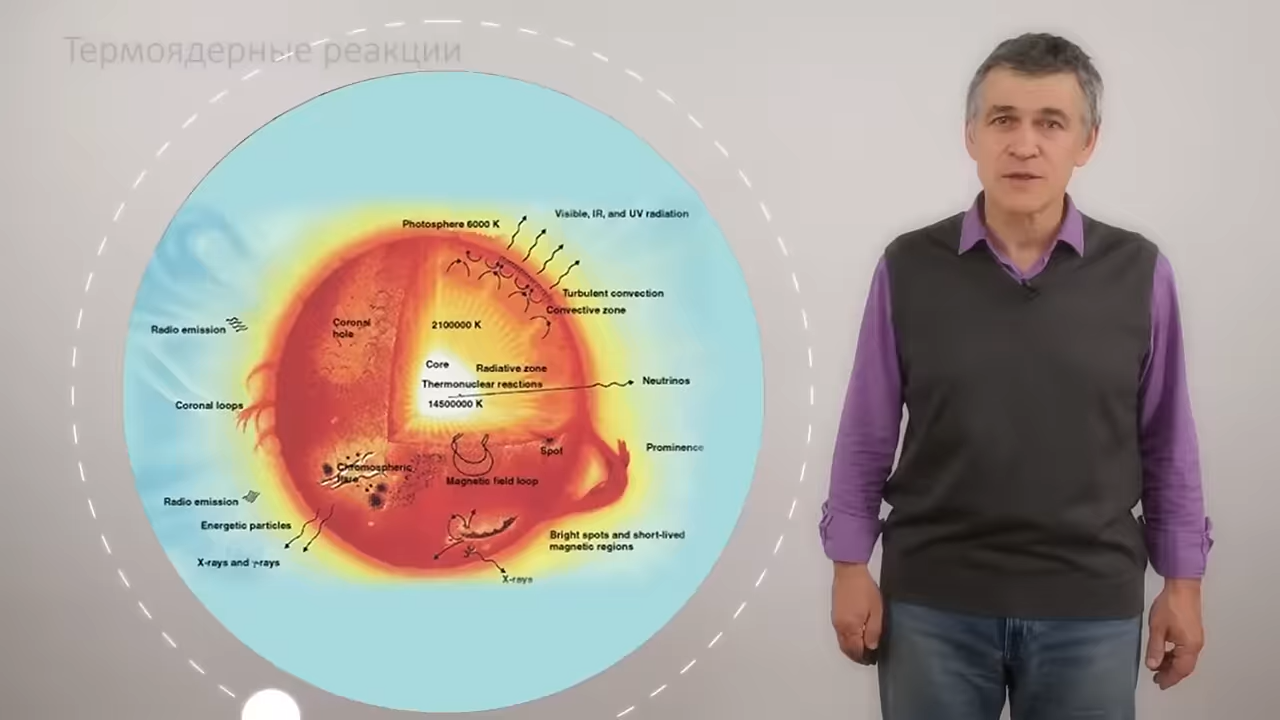 Термоядерные реакции
Photosphere 6000 K
Visible, IR, and UV radiation
Turbulent convection
Convective zone
Radio emission
Coronal
hole
2100000 K
Core
Radiative zone
Thermonuclear reactions
Neutrinos
14500000 K
Coronal loops
Spot
Prominence
Chromospheric
flare
Magnetic field loop
Radio emission
Energetic particles
Bright spots and short-lived
magnetic regions
X-rays and γ-rays
X-rays